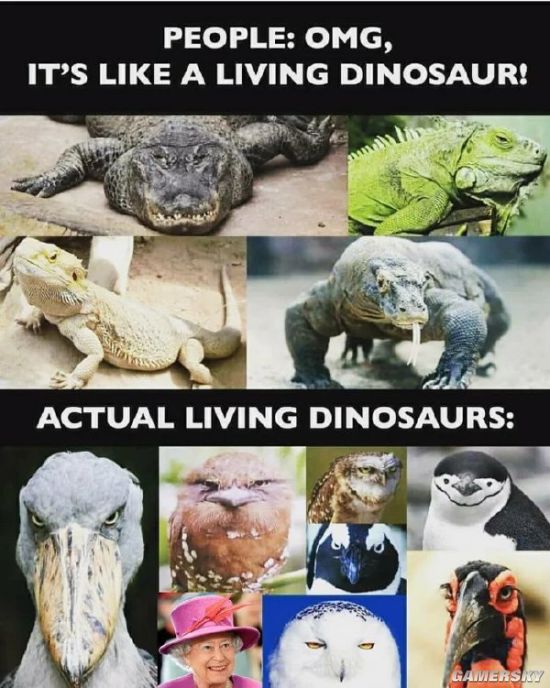 PEOPLE: OMG,
IT'S LIKE A LIVING DINOSAUR!
ACTUAL LIVING DINOSAURS:
GAMERSKY